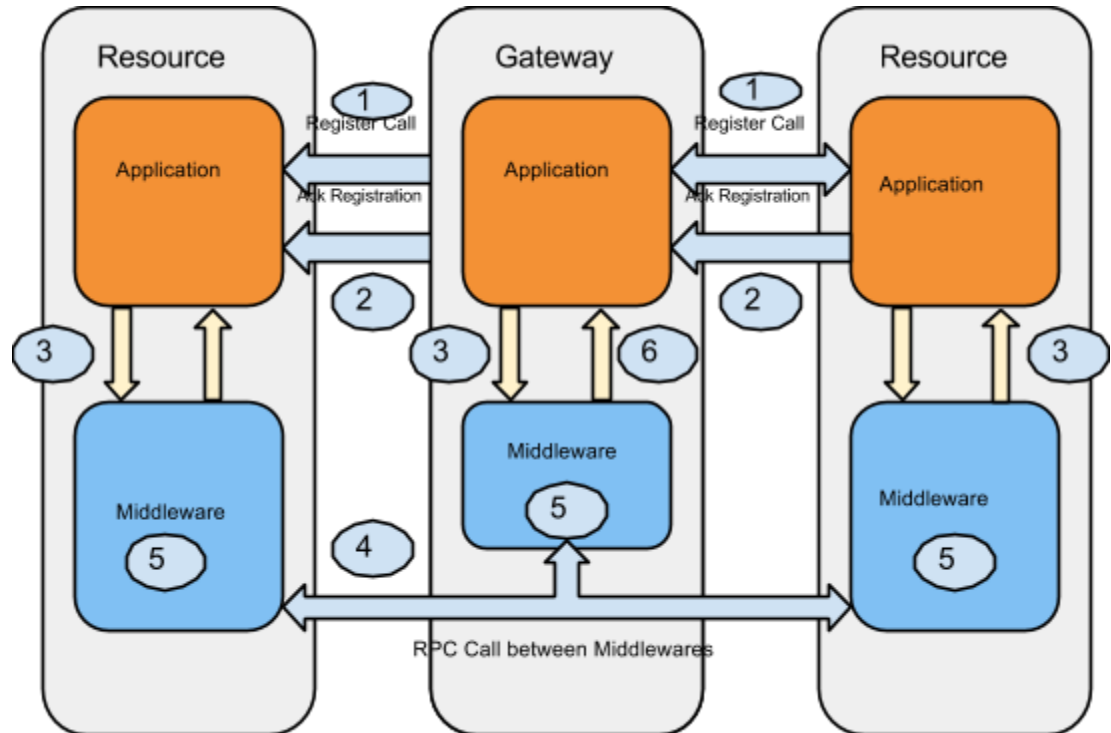 Resource
Gateway
Resource
1
1
Register Call
Register Call
Application
Application
Application
Ack Registration
Ack Registration
2
2
3
3
6
3
Middleware
Middleware
Middleware
5
5
5
4
RPC Call between Middlewares